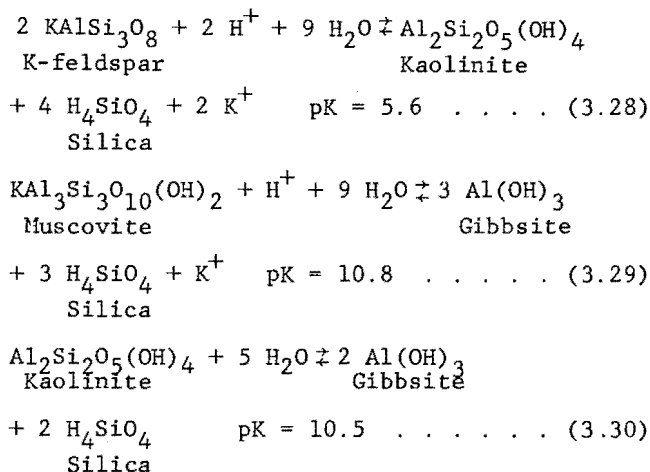 2 KAlSi₃O₈ + 2 H⁺ + 9 H₂O ⇄ Al₂Si₂O₅(OH)₄
K-feldspar Kaolinite
+ 4 H₄SiO₄ + 2 K⁺ pK = 5.6 . . . . (3.28)
Silica
KAl₃Si₃O₁₀(OH)₂ + H⁺ + 9 H₂O ⇄ 3 Al(OH)₃
Muscovite Gibbsite
+ 3 H₄SiO₄ + K⁺ pK = 10.8 . . . . . (3.29)
Silica
Al₂Si₂O₅(OH)₄ + 5 H₂O ⇄ 2 Al(OH)₃
Kaolinite Gibbsite
+ 2 H₄SiO₄ pK = 10.5 . . . . . . (3.30)
Silica